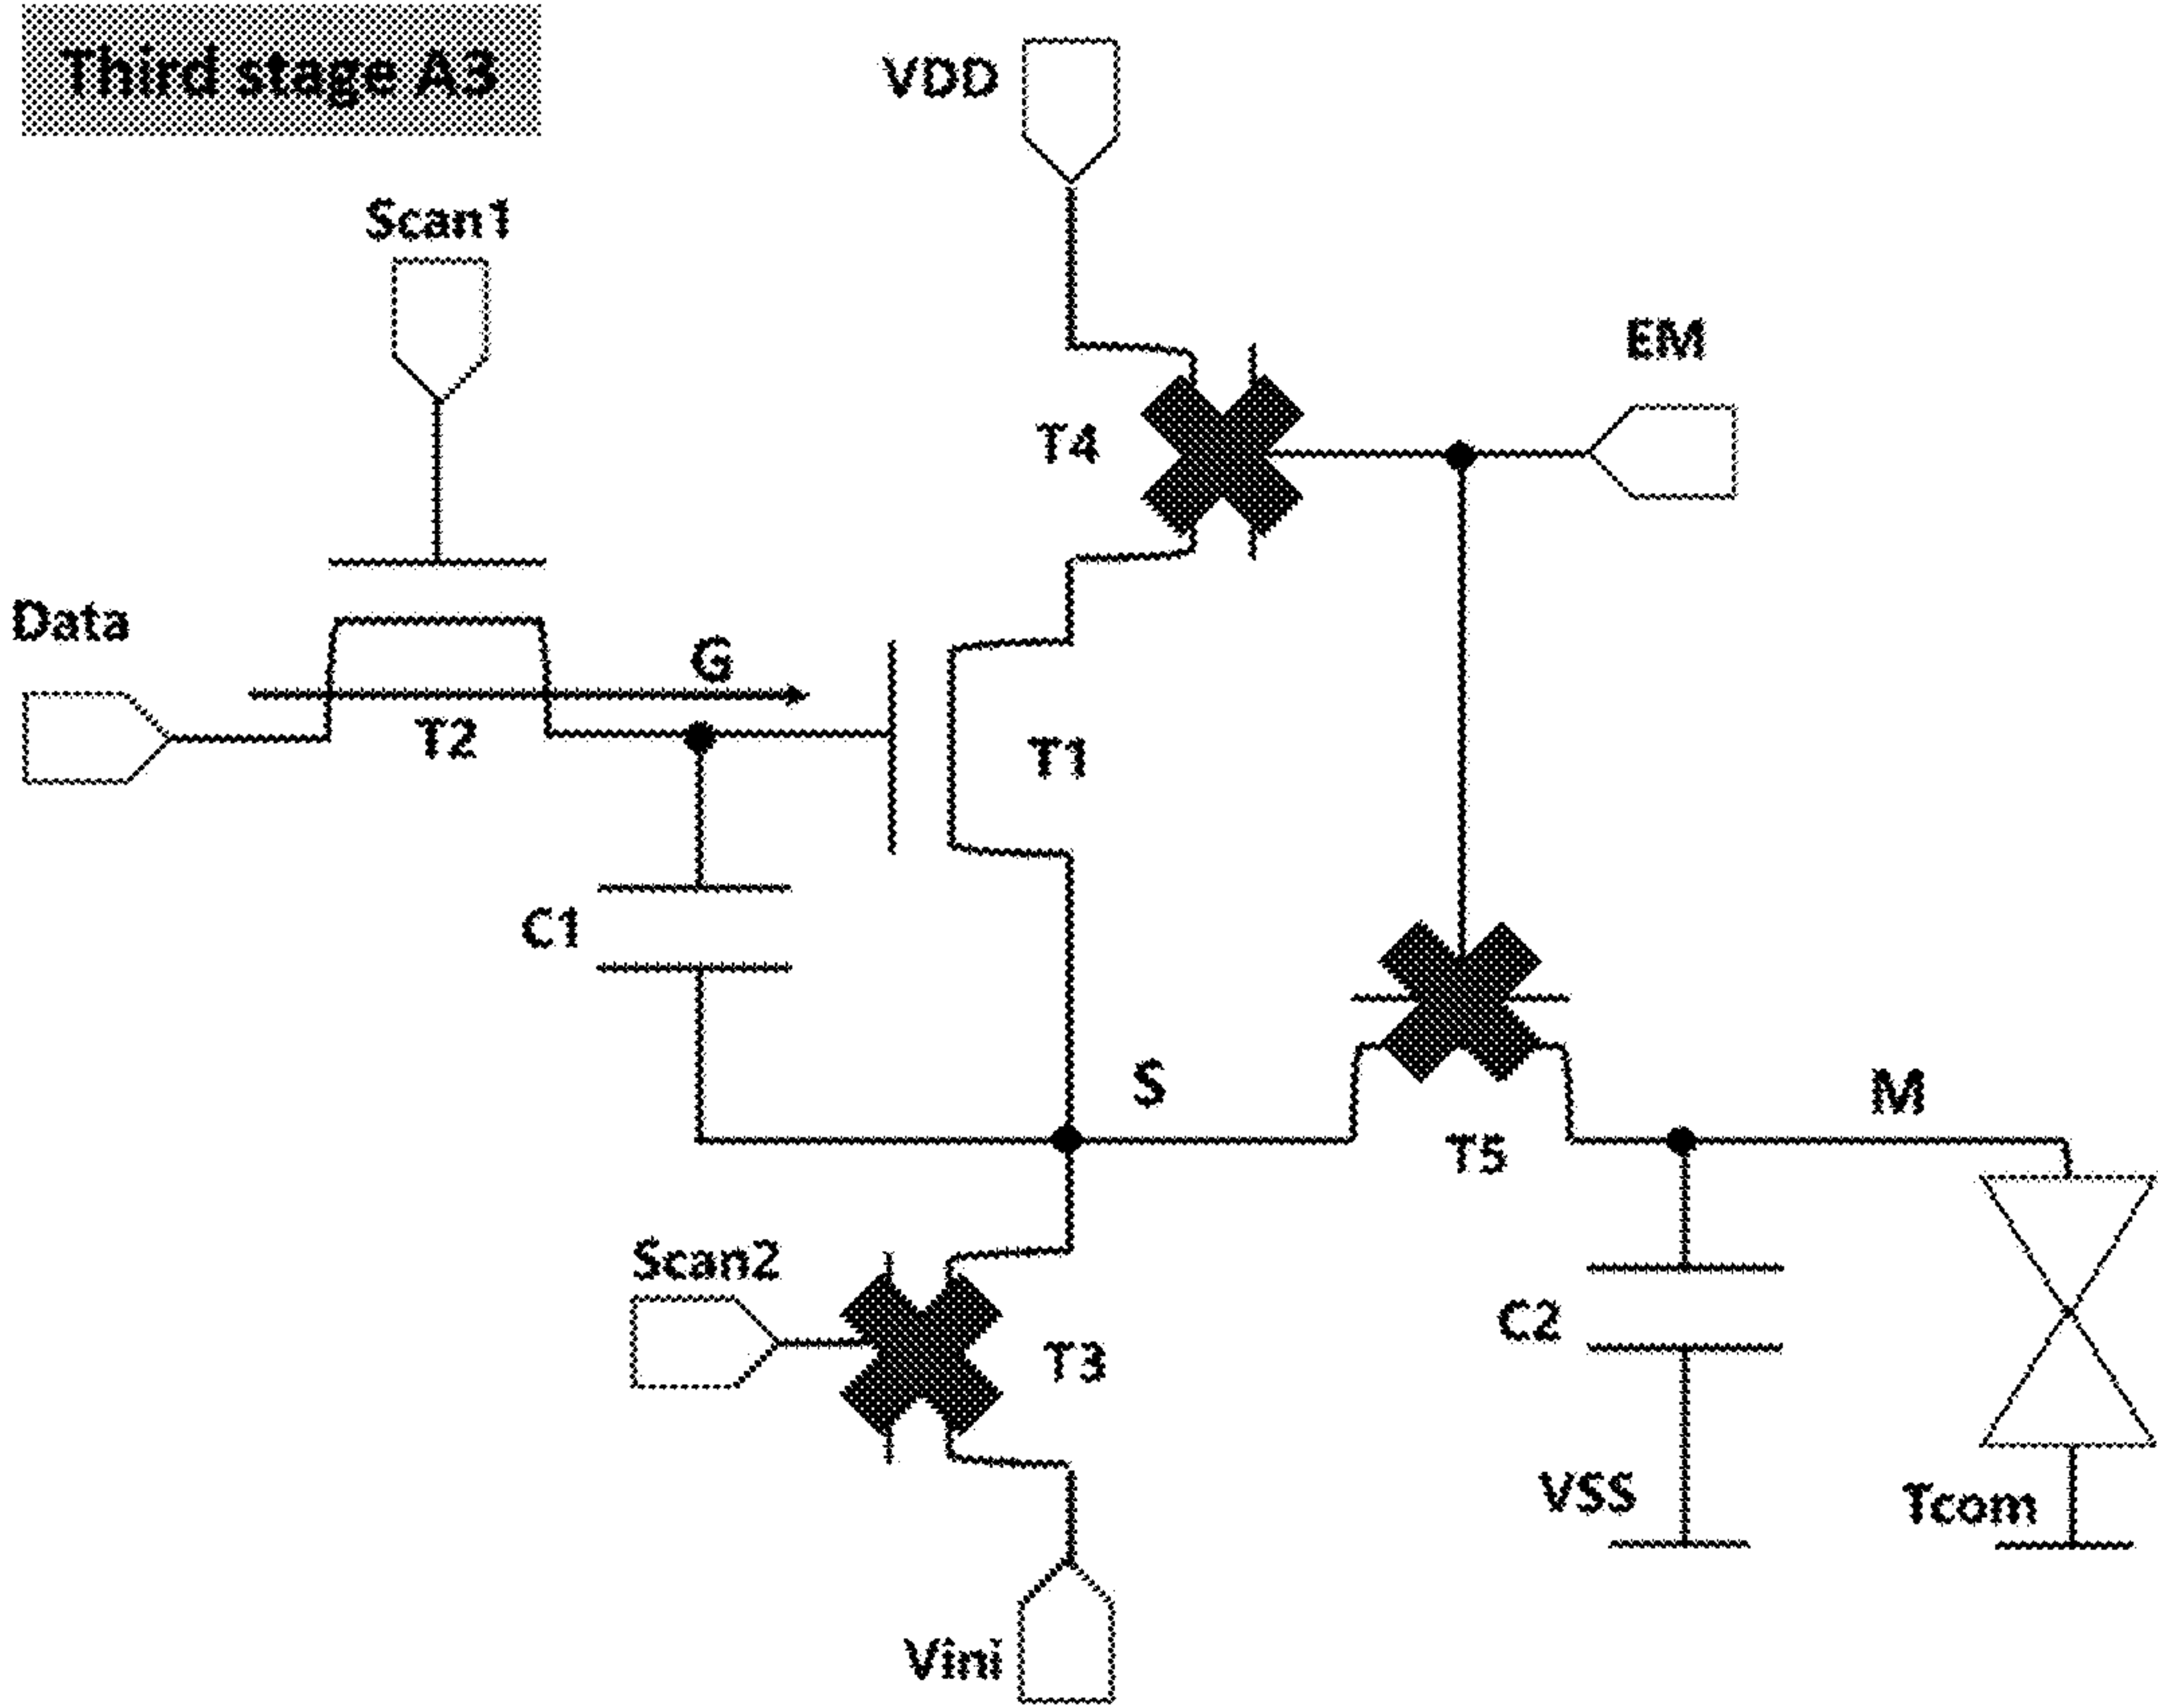 Third stage A3
VDD
Scan1
EM
T4
Data
G
T2
T1
C1
S
M
T5
Scan2
C2
T3
VSS
Tcom
Vini